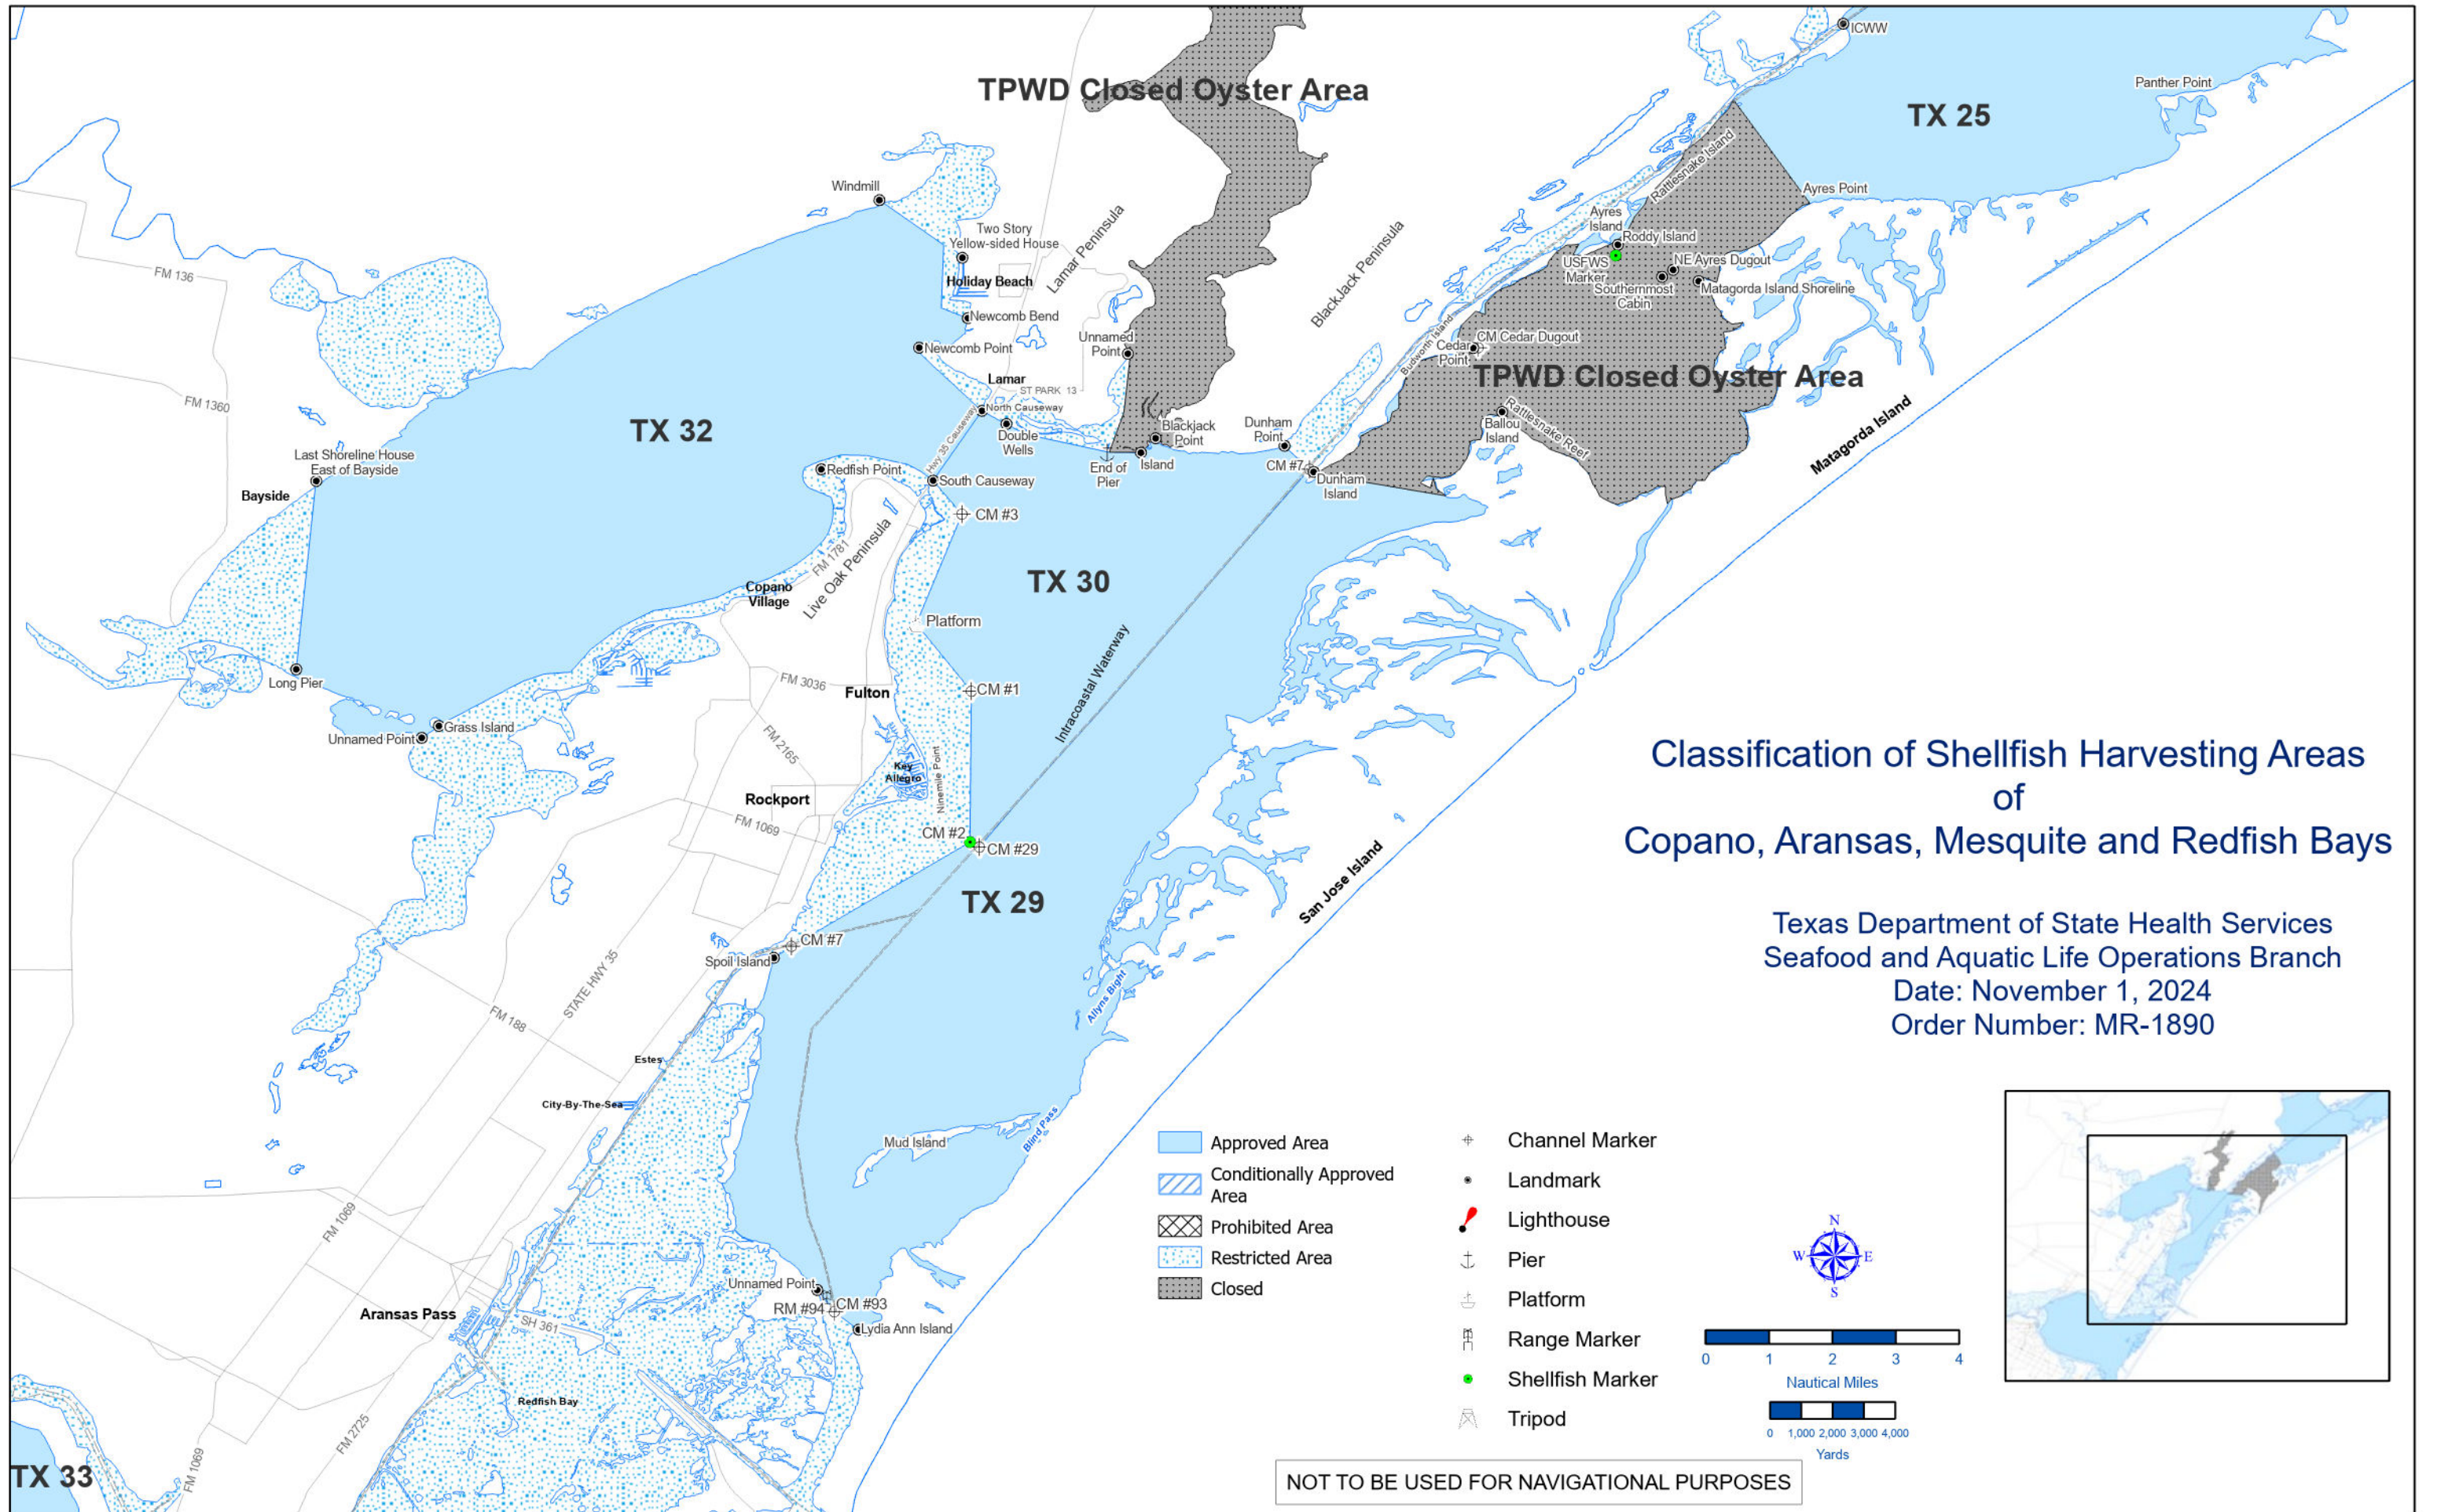 ICWW
TPWD Closed Oyster Area
Panther Point
TX 25
Rattlesnake Island
Windmill
Ayres Point
Lamar Peninsula
BlackJack Peninsula
Ayres
Island
Two Story
Yellow-sided House
Roddy Island
USFWS
Marker
NE Ayres Dugout
FM 136
Holiday Beach
Southernmost
Cabin
Matagorda Island Shoreline
Newcomb Bend
Unnamed
Point
Budworth Island
CM Cedar Dugout
Cedar
Point
Newcomb Point
Lamar
ST PARK 13
TPWD Closed Oyster Area
FM 1360
North Causeway
Hwy 35 Causeway
TX 32
Double
Wells
Blackjack
Point
Dunham
Point
Ballou
Island
Rattlesnake Reef
Matagorda Island
Last Shoreline House
East of Bayside
Redfish Point
End of
Pier
Island
CM #7
Dunham
Island
Bayside
South Causeway
CM #3
FM 1781
Live Oak Peninsula
TX 30
Copano
Village
Platform
Intracoastal Waterway
Long Pier
FM 3036
Fulton
CM #1
Grass Island
Unnamed Point
FM 2165
Key
Allegro
Ninemile Point
Rockport
FM 1069
CM #2
CM #29
San Jose Island
TX 29
Classification of Shellfish Harvesting Areas
of
Copano, Aransas, Mesquite and Redfish Bays
Texas Department of State Health Services
Seafood and Aquatic Life Operations Branch
Date: November 1, 2024
Order Number: MR-1890
CM #7
Spoil Island
STATE HWY 35
Allyns Bight
FM 188
Estes
City-By-The-Sea
Mud Island
Blind Pass
FM 1069
Unnamed Point
RM #94
CM #93
Lydia Ann Island
Aransas Pass
SH 361
Redfish Bay
FM 2725
FM 1069
TX 33
Approved Area
Conditionally Approved
Area
Prohibited Area
Restricted Area
Closed
Channel Marker
Landmark
Lighthouse
Pier
Platform
Range Marker
Shellfish Marker
Tripod
N
W E
S
0 1 2 3 4
Nautical Miles
0 1,000 2,000 3,000 4,000
Yards
NOT TO BE USED FOR NAVIGATIONAL PURPOSES